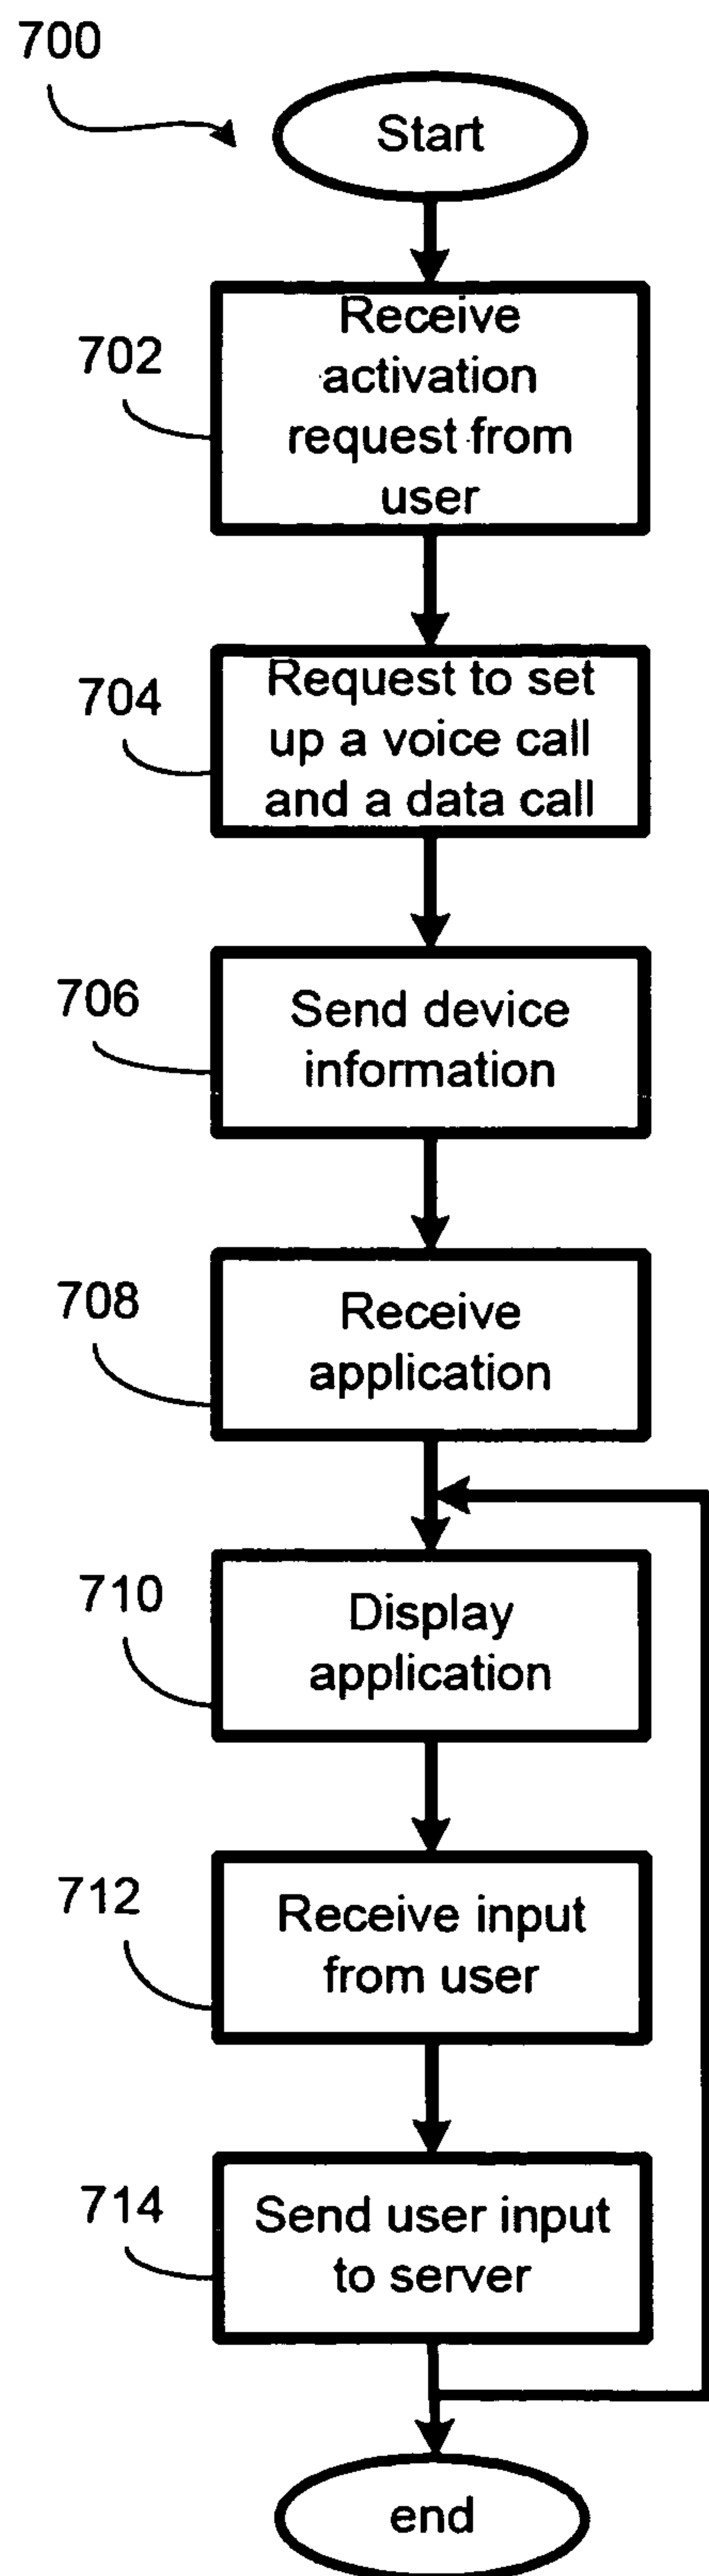 700
Start
702
Receive
activation
request from
user
704
Request to set
up a voice call
and a data call
706
Send device
information
708
Receive
application
710
Display
application
712
Receive input
from user
714
Send user input
to server
end